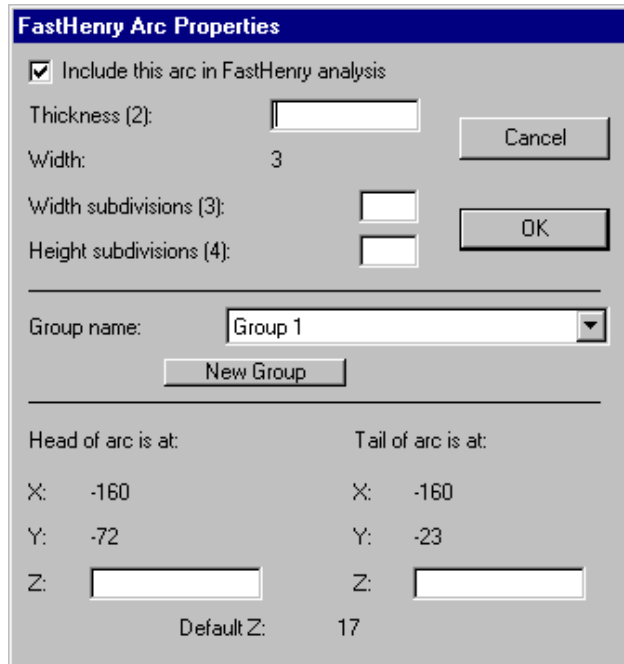 FastHenry Arc Properties
Include this arc in FastHenry analysis
Thickness (2):
Cancel
Width: 3
Width subdivisions (3):
OK
Height subdivisions (4):
Group name: Group 1
New Group
Head of arc is at: Tail of arc is at:
X: -160 X: -160
Y: -72 Y: -23
Z: Z:
Default Z: 17